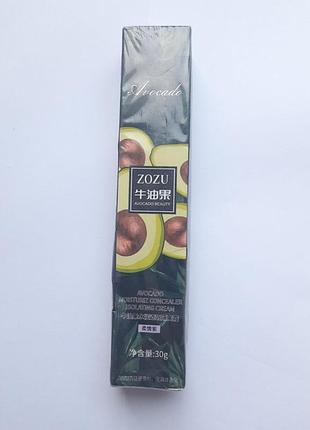 Avocado
ZOZU
牛油果
AVOCADO BEAUTY
AVOCADO
MOISTURE CONCEALER
ISOLATING CREAM
净含量:30g